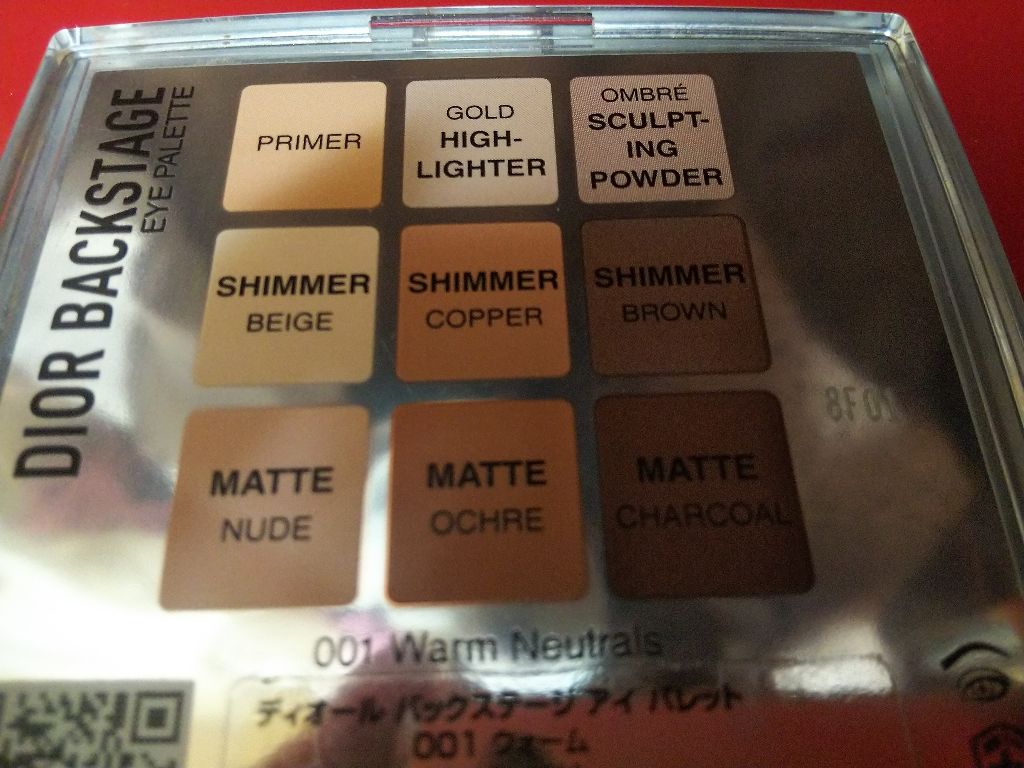 DIOR BACKSTAGE
EYE PALETTE
PRIMER
GOLD
HIGH-
LIGHTER
OMBRÉ
SCULPT-
ING
POWDER
SHIMMER
BEIGE
SHIMMER
COPPER
SHIMMER
BROWN
MATTE
NUDE
MATTE
OCHRE
MATTE
CHARCOAL
001 Warm Neutrals
ディオール バックステージ アイ パレット
001 ウォーム